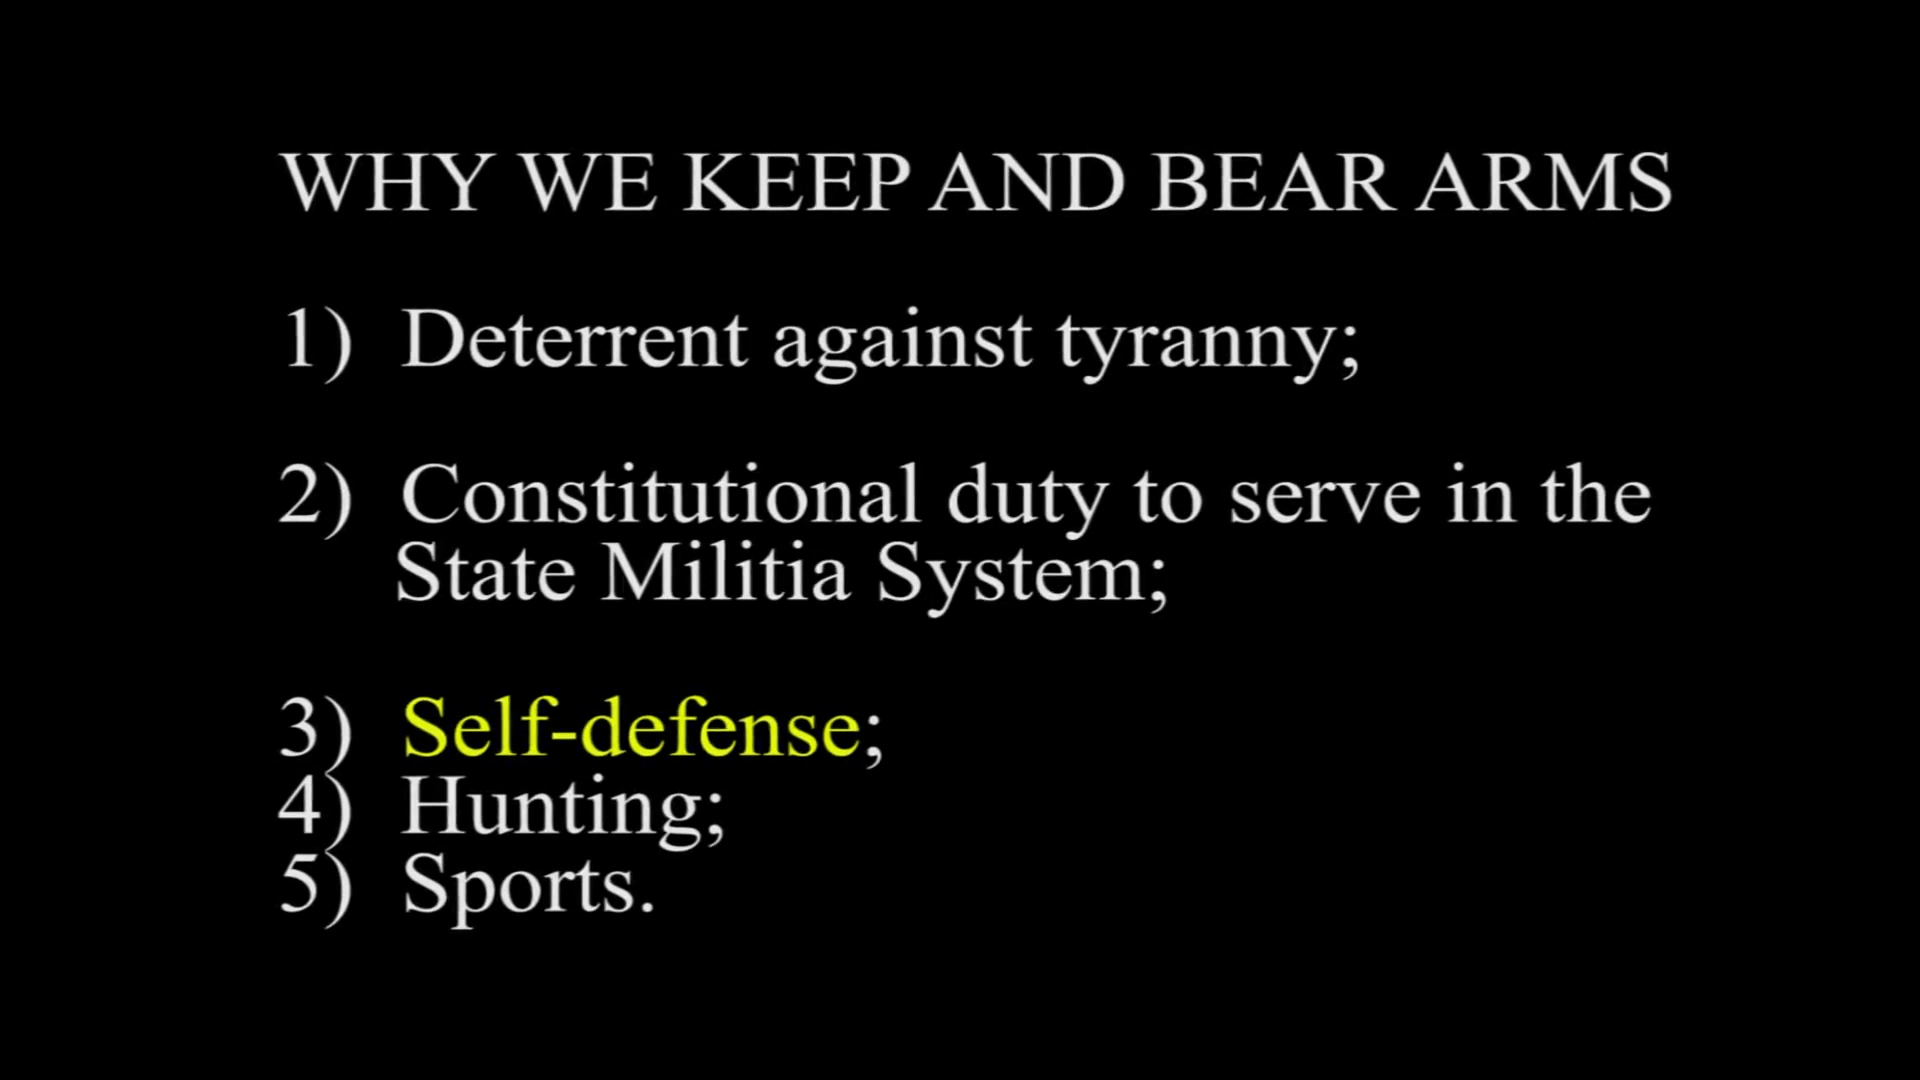 WHY WE KEEP AND BEAR ARMS
1) Deterrent against tyranny;
2) Constitutional duty to serve in the
State Militia System;
3) Self-defense;
4) Hunting;
5) Sports.